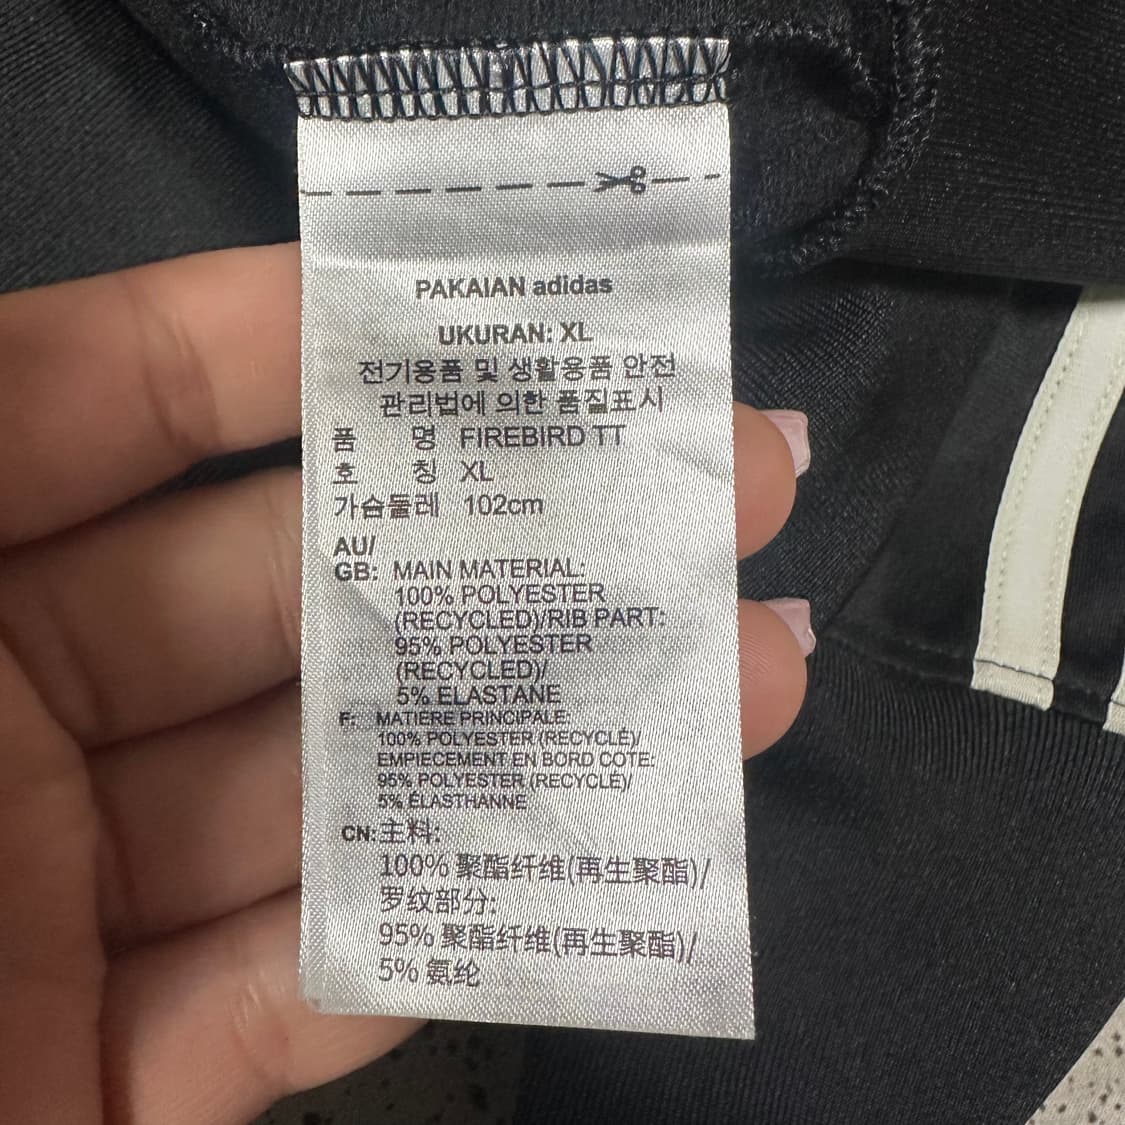 PAKAIAN adidas
UKURAN: XL
전기용품 및 생활용품 안전
관리법에 의한 품질표시
품 명 FIREBIRD TT
호 칭 XL
가슴둘레 102cm
AU/
GB: MAIN MATERIAL:
100% POLYESTER
(RECYCLED)/RIB PART:
95% POLYESTER
(RECYCLED)/
5% ELASTANE
F: MATIÈRE PRINCIPALE:
100% POLYESTER (RECYCLÉ)/
EMPIÈCEMENT EN BORD CÔTE:
95% POLYESTER (RECYCLÉ)/
5% ÉLASTHANNE
CN: 主料:
100% 聚酯纤维(再生聚酯)/
罗纹部分:
95% 聚酯纤维(再生聚酯)/
5% 氨纶